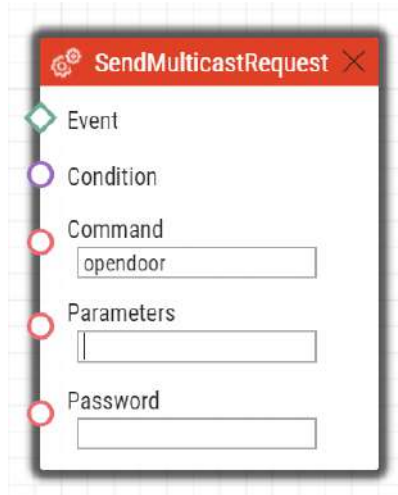 SendMulticastRequest
Event
Condition
Command
opendoor
Parameters
Password